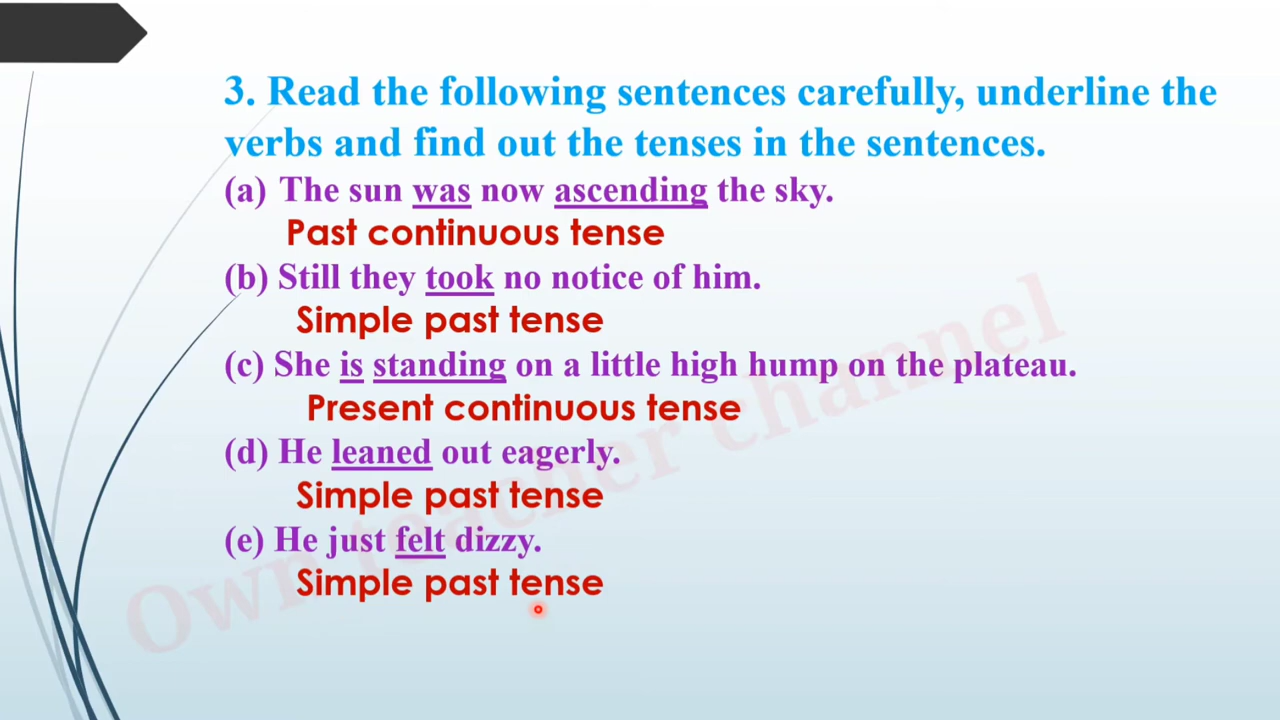 3. Read the following sentences carefully, underline the
verbs and find out the tenses in the sentences.
(a) The sun was now ascending the sky.
Past continuous tense
(b) Still they took no notice of him.
Simple past tense
(c) She is standing on a little high hump on the plateau.
Present continuous tense
(d) He leaned out eagerly.
Simple past tense
(e) He just felt dizzy.
Simple past tense
Own teacher channel